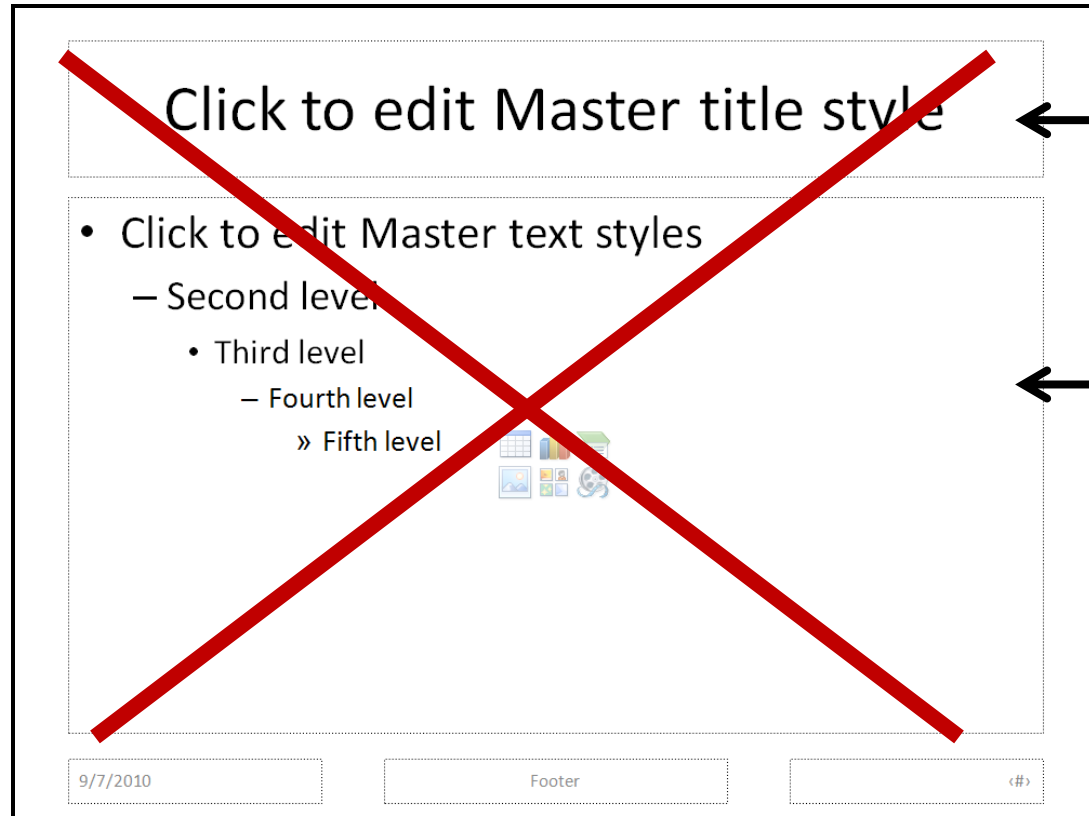 Click to edit Master title style
• Click to edit Master text styles
– Second level
• Third level
– Fourth level
» Fifth level
9/7/2010 Footer ‹#›